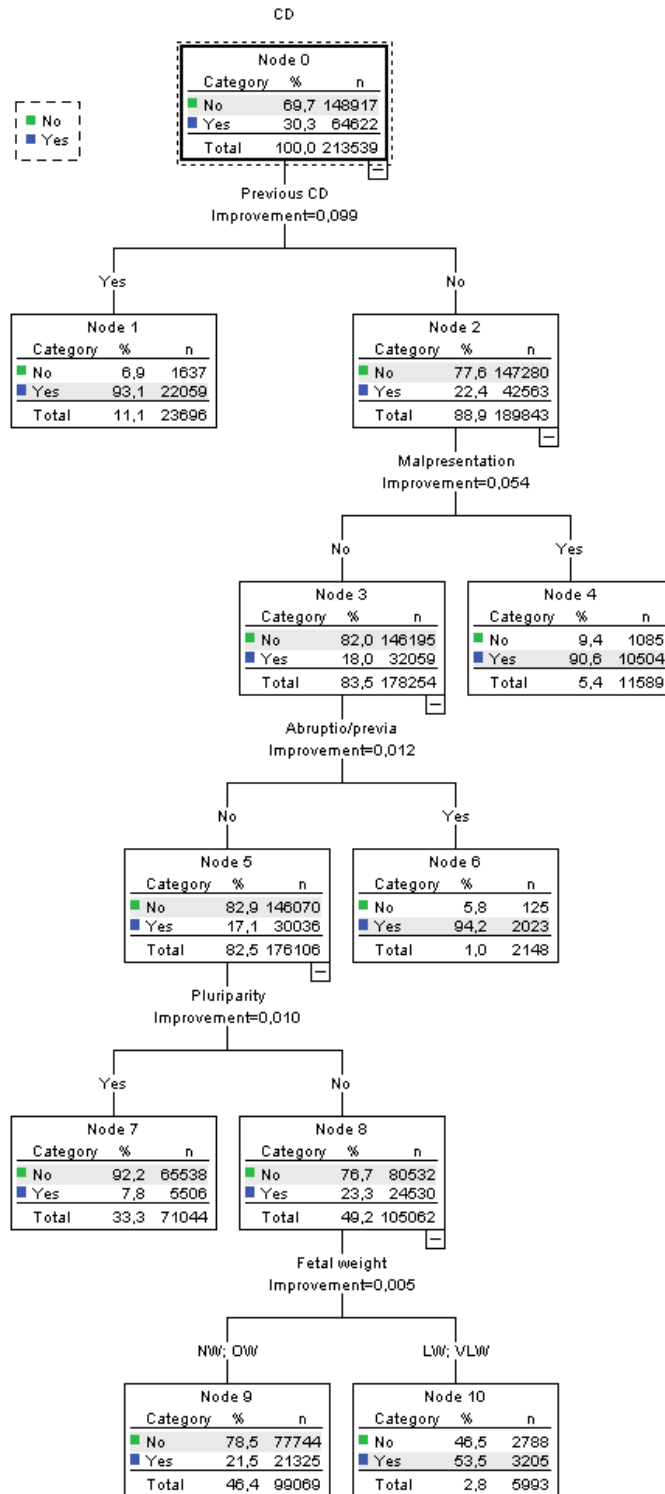 CD
No
Yes
Node 0
Category % n
No 69,7 148917
Yes 30,3 64622
Total 100,0 213539
Previous CD
Improvement=0,099
Yes
No
Node 1
Category % n
No 6,9 1637
Yes 93,1 22059
Total 11,1 23696
Node 2
Category % n
No 77,6 147280
Yes 22,4 42563
Total 88,9 189843
Malpresentation
Improvement=0,054
No
Yes
Node 3
Category % n
No 82,0 146195
Yes 18,0 32059
Total 83,5 178254
Node 4
Category % n
No 9,4 1085
Yes 90,6 10504
Total 5,4 11589
Abruptio/previa
Improvement=0,012
No
Yes
Node 5
Category % n
No 82,9 146070
Yes 17,1 30036
Total 82,5 176106
Node 6
Category % n
No 5,8 125
Yes 94,2 2023
Total 1,0 2148
Pluriparity
Improvement=0,010
Yes
No
Node 7
Category % n
No 92,2 65538
Yes 7,8 5506
Total 33,3 71044
Node 8
Category % n
No 76,7 80532
Yes 23,3 24530
Total 49,2 105062
Fetal weight
Improvement=0,005
NW; OW
LW; VLW
Node 9
Category % n
No 78,5 77744
Yes 21,5 21325
Total 46,4 99069
Node 10
Category % n
No 46,5 2788
Yes 53,5 3205
Total 2,8 5993